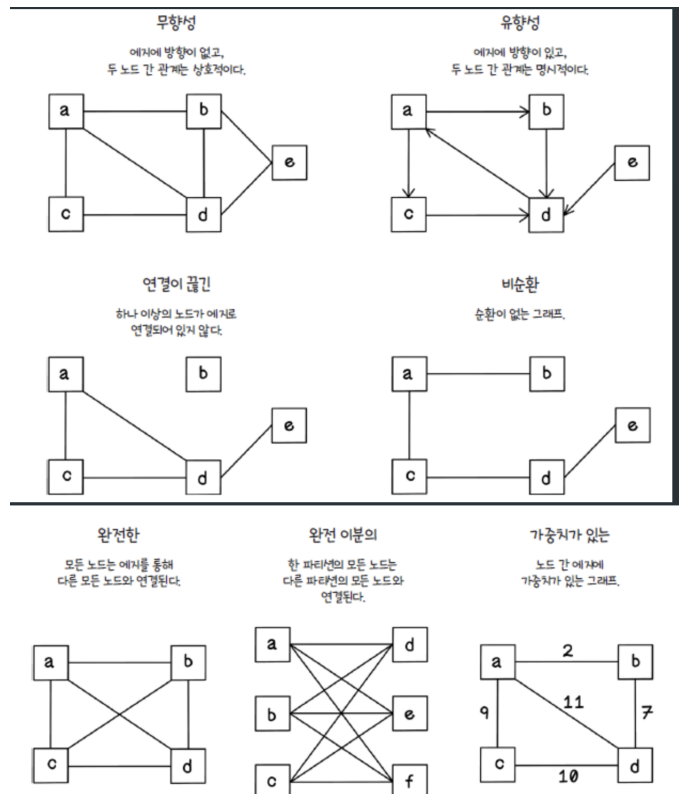 무향성
에지에 방향이 없고,
두 노드 간 관계는 상호적이다.
a
b
e
c
d
유향성
에지에 방향이 있고,
두 노드 간 관계는 명시적이다.
a
b
e
c
d
연결이 끊긴
하나 이상의 노드가 에지로
연결되어 있지 않다.
a
b
e
c
d
비순환
순환이 없는 그래프.
a
b
e
c
d
완전한
모든 노드는 에지를 통해
다른 모든 노드와 연결된다.
a
b
c
d
완전 이분의
한 파티션의 모든 노드는
다른 파티션의 모든 노드와
연결된다.
a
d
b
e
c
f
가중치가 있는
노드 간 에지에
가중치가 있는 그래프.
a
2
b
9
11
7
c
10
d